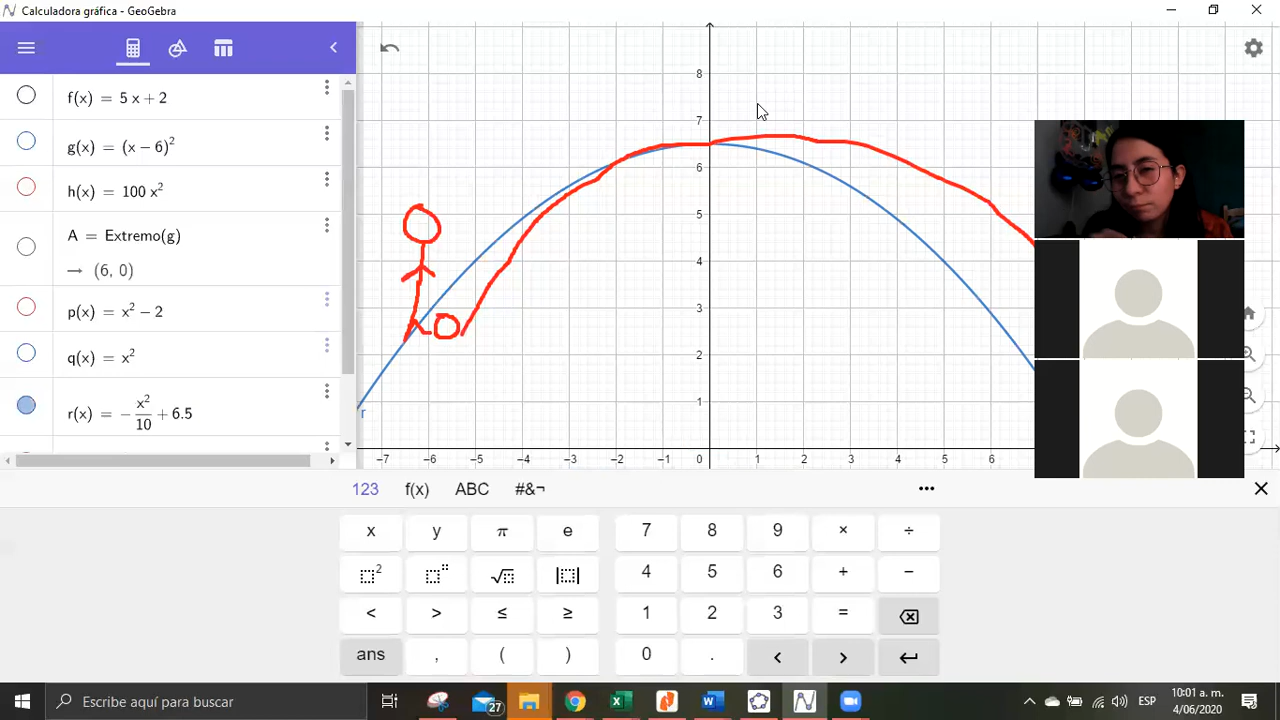 Calculadora gráfica - GeoGebra
f(x) = 5 x + 2
g(x) = (x − 6)²
h(x) = 100 x²
A = Extremo(g)
→ (6, 0)
p(x) = x² − 2
q(x) = x²
r(x) = − x²/10 + 6.5
8
7
6
5
4
3
2
1
r
−7 −6 −5 −4 −3 −2 −1 0 1 2 3 4 5 6
123 f(x) ABC #&¬
x y π e 7 8 9 × ÷
√ 4 5 6 + −
< > ≤ ≥ 1 2 3 =
ans , ( ) 0 . < >
Escribe aquí para buscar
27
ESP
10:01 a. m.
4/06/2020